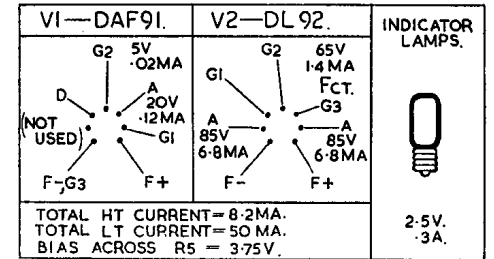 V1—DAF91.
V2—DL92.
INDICATOR
LAMPS.
G2
5V
.02MA
D
A
20V
.12MA
(NOT
USED)
G1
F-,G3
F+
G2
65V
1·4MA
G1
FCT.
G3
A
85V
6·8MA
A
85V
6·8MA
F-
F+
TOTAL HT CURRENT=8·2MA.
TOTAL LT CURRENT=50MA.
BIAS ACROSS R5 = 3·75V.
2·5V.
·3A.